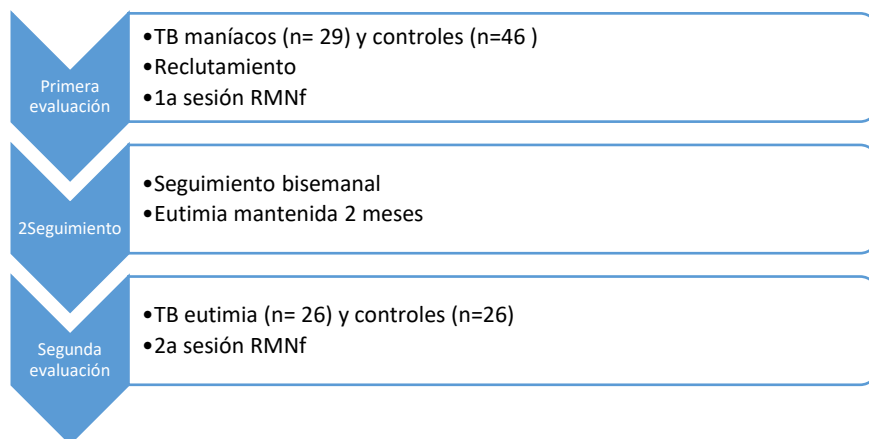 Primera
evaluación
•TB maníacos (n= 29) y controles (n=46 )
•Reclutamiento
•1a sesión RMNf
2Seguimiento
•Seguimiento bisemanal
•Eutimia mantenida 2 meses
Segunda
evaluación
•TB eutimia (n= 26) y controles (n=26)
•2a sesión RMNf